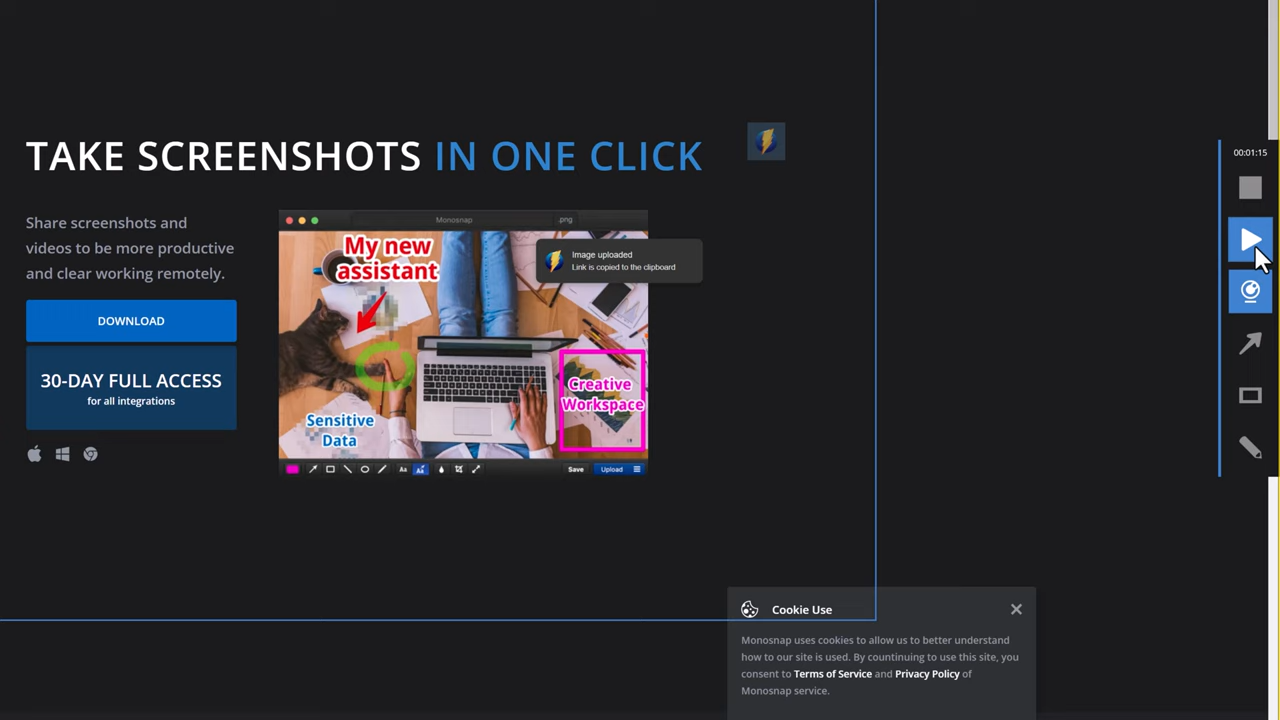 TAKE SCREENSHOTS IN ONE CLICK
00:01:15
Share screenshots and
videos to be more productive
and clear working remotely.
DOWNLOAD
30-DAY FULL ACCESS
for all integrations
Monosnap
.png
My new
assistant
Image uploaded
Link is copied to the clipboard
Creative
Workspace
Sensitive
Data
Aa
Save
Upload
Cookie Use
Monosnap uses cookies to allow us to better understand
how to our site is used. By countinuing to use this site, you
consent to Terms of Service and Privacy Policy of
Monosnap service.